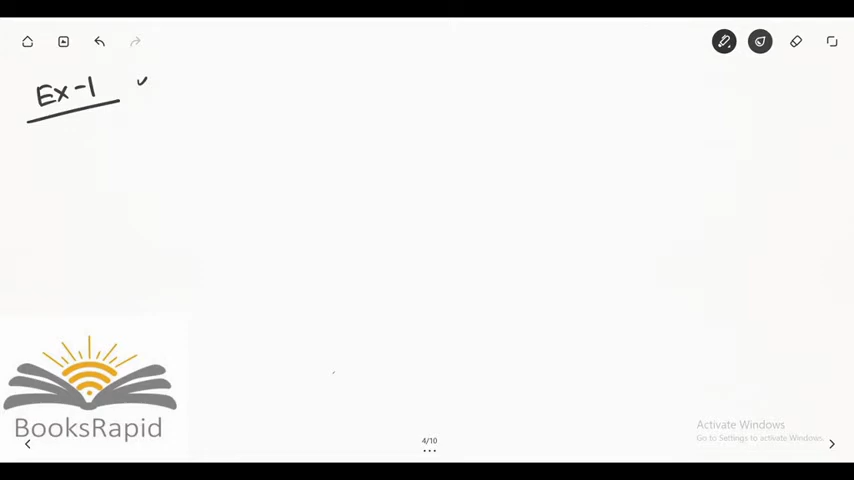 Ex-1
BooksRapid
4/10
Activate Windows
Go to Settings to activate Windows.